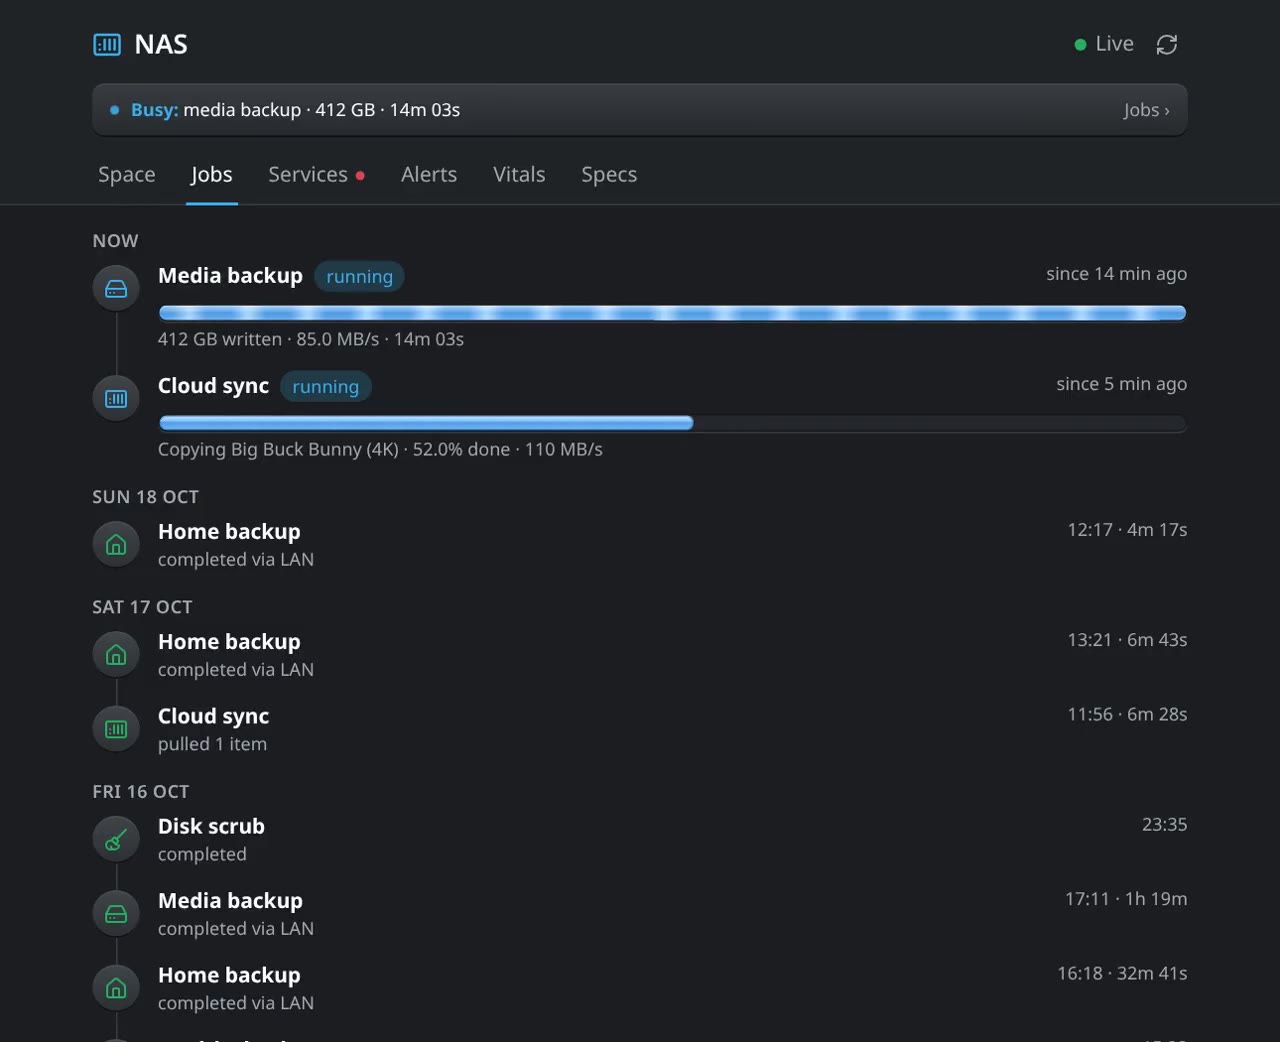 NAS
Live
Busy: media backup · 412 GB · 14m 03s
Jobs ›
Space Jobs Services Alerts Vitals Specs
NOW
Media backup running since 14 min ago
412 GB written · 85.0 MB/s · 14m 03s
Cloud sync running since 5 min ago
Copying Big Buck Bunny (4K) · 52.0% done · 110 MB/s
SUN 18 OCT
Home backup 12:17 · 4m 17s
completed via LAN
SAT 17 OCT
Home backup 13:21 · 6m 43s
completed via LAN
Cloud sync 11:56 · 6m 28s
pulled 1 item
FRI 16 OCT
Disk scrub 23:35
completed
Media backup 17:11 · 1h 19m
completed via LAN
Home backup 16:18 · 32m 41s
completed via LAN